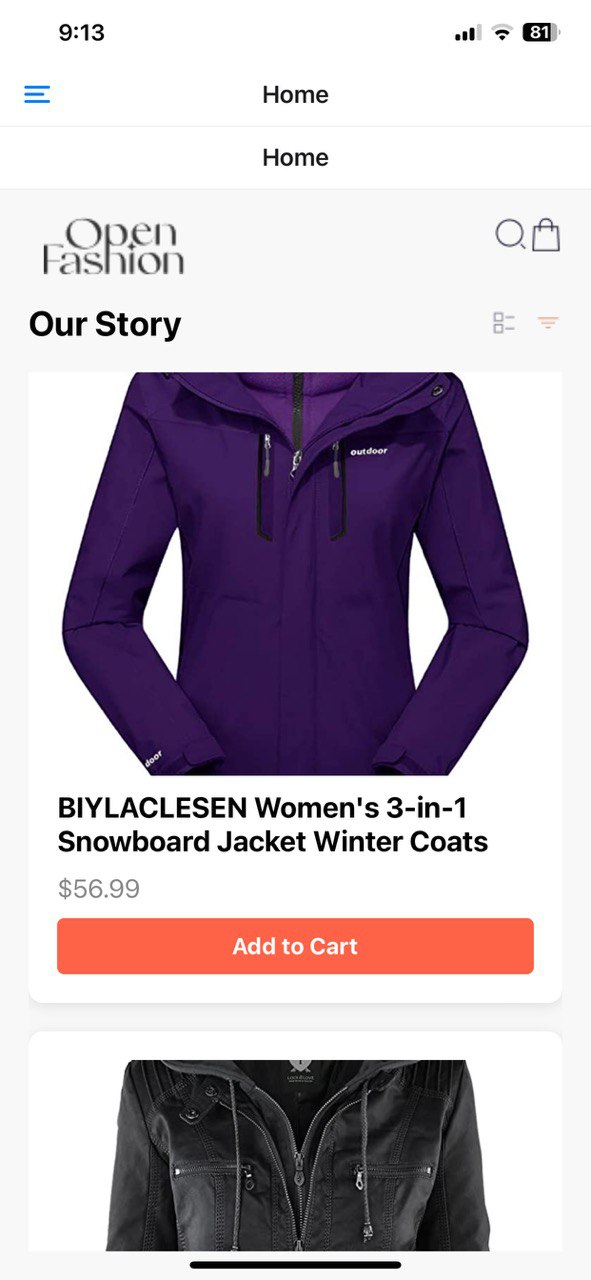 9:13
81
Home
Home
Open
Fashion
Our Story
outdoor
door
BIYLACLESEN Women's 3-in-1
Snowboard Jacket Winter Coats
$56.99
Add to Cart